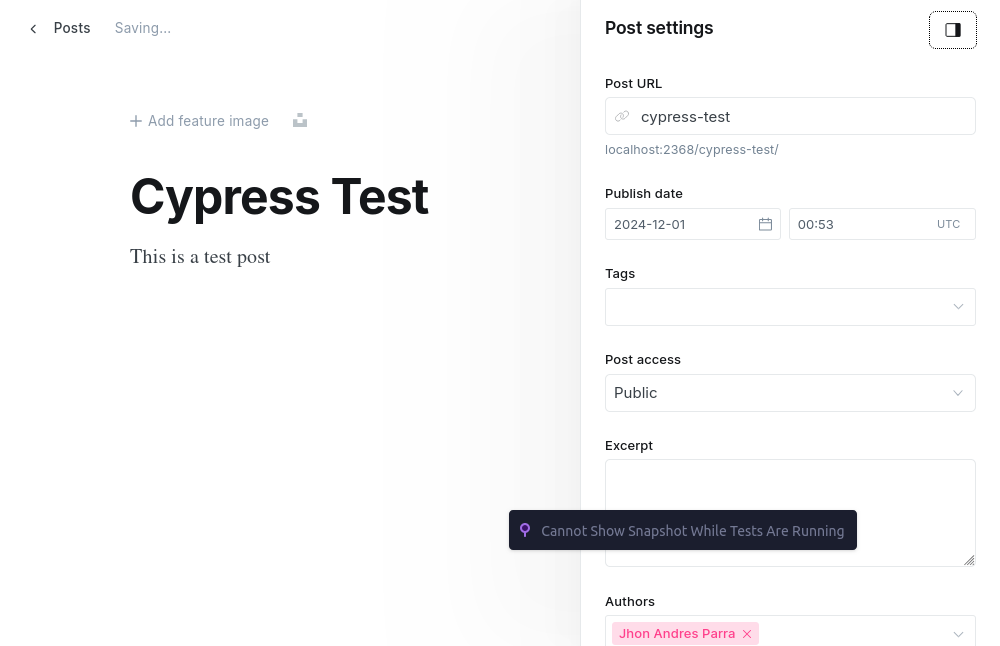 Posts
Saving...
Add feature image
Cypress Test
This is a test post
Post settings
Post URL
cypress-test
localhost:2368/cypress-test/
Publish date
2024-12-01
00:53 UTC
Tags
Post access
Public
Excerpt
Cannot Show Snapshot While Tests Are Running
Authors
Jhon Andres Parra